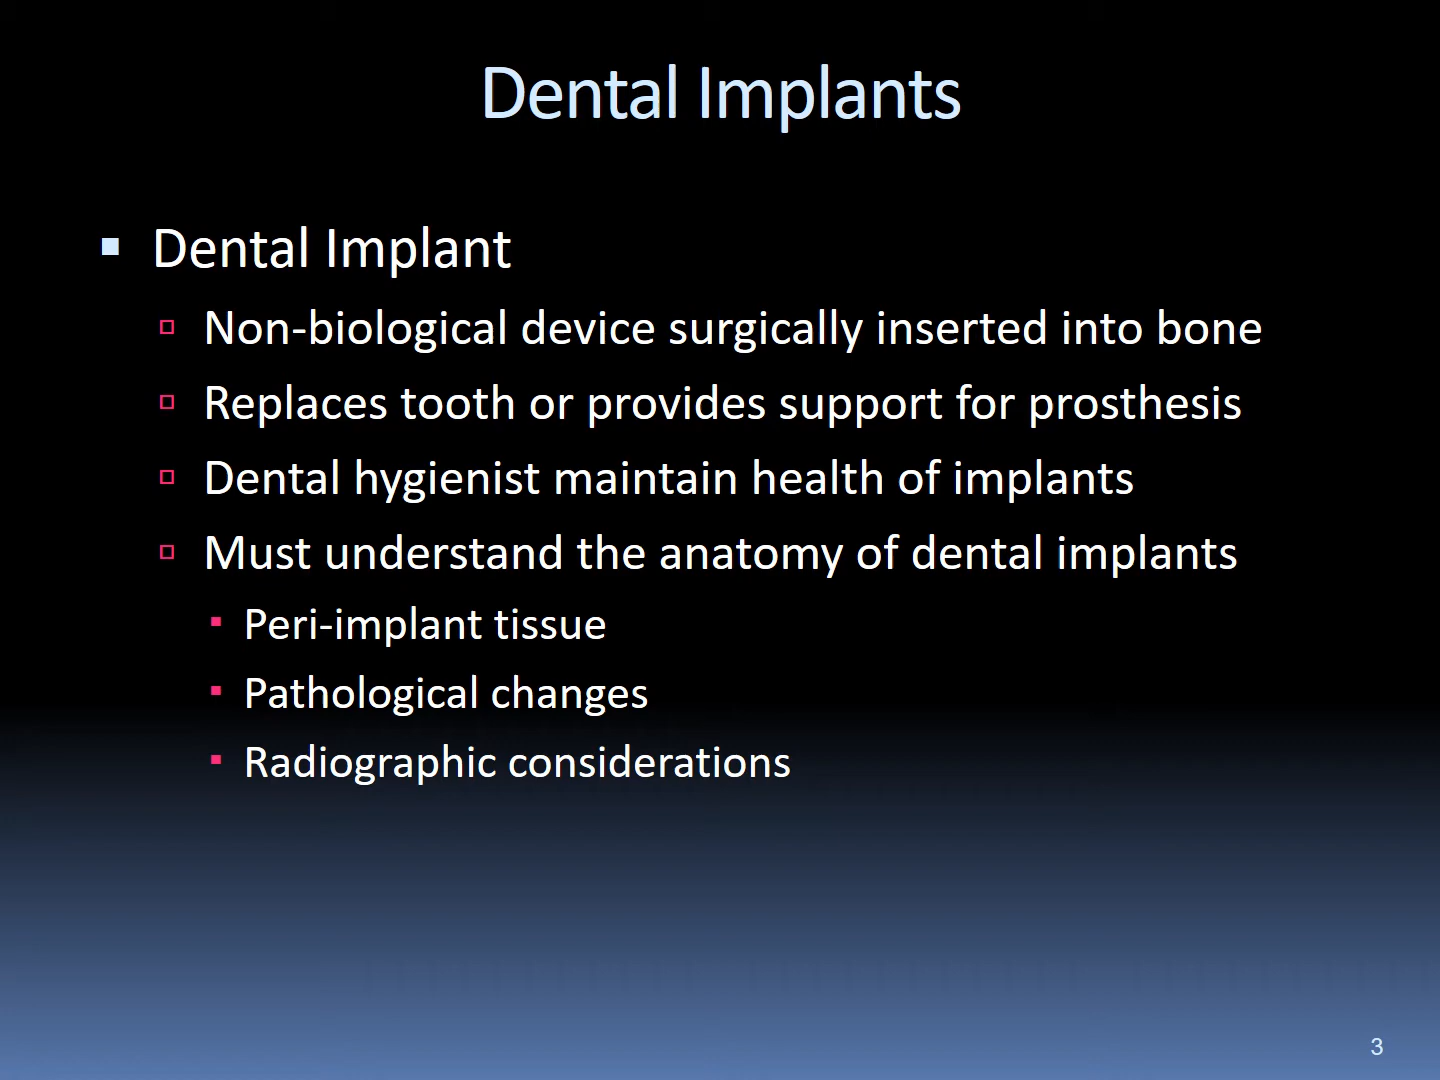 Dental Implants
Dental Implant
Non-biological device surgically inserted into bone
Replaces tooth or provides support for prosthesis
Dental hygienist maintain health of implants
Must understand the anatomy of dental implants
Peri-implant tissue
Pathological changes
Radiographic considerations
3